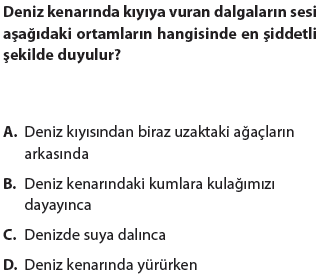 Deniz kenarında kıyıya vuran dalgaların sesi
aşağıdaki ortamların hangisinde en şiddetli
şekilde duyulur?
A. Deniz kıyısından biraz uzaktaki ağaçların
arkasında
B. Deniz kenarındaki kumlara kulağımızı
dayayınca
C. Denizde suya dalınca
D. Deniz kenarında yürürken